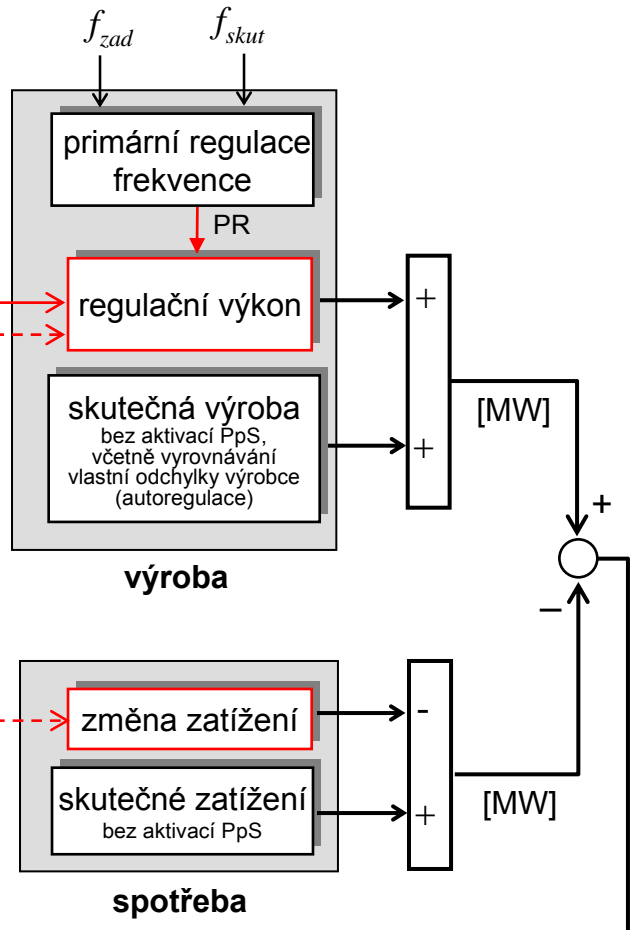 f_zad
f_skut
primární regulace
frekvence
PR
regulační výkon
+
skutečná výroba
bez aktivací PpS,
včetně vyrovnávání
vlastní odchylky výrobce
(autoregulace)
+
[MW]
+
výroba
–
změna zatížení
-
skutečné zatížení
bez aktivací PpS
+
[MW]
spotřeba